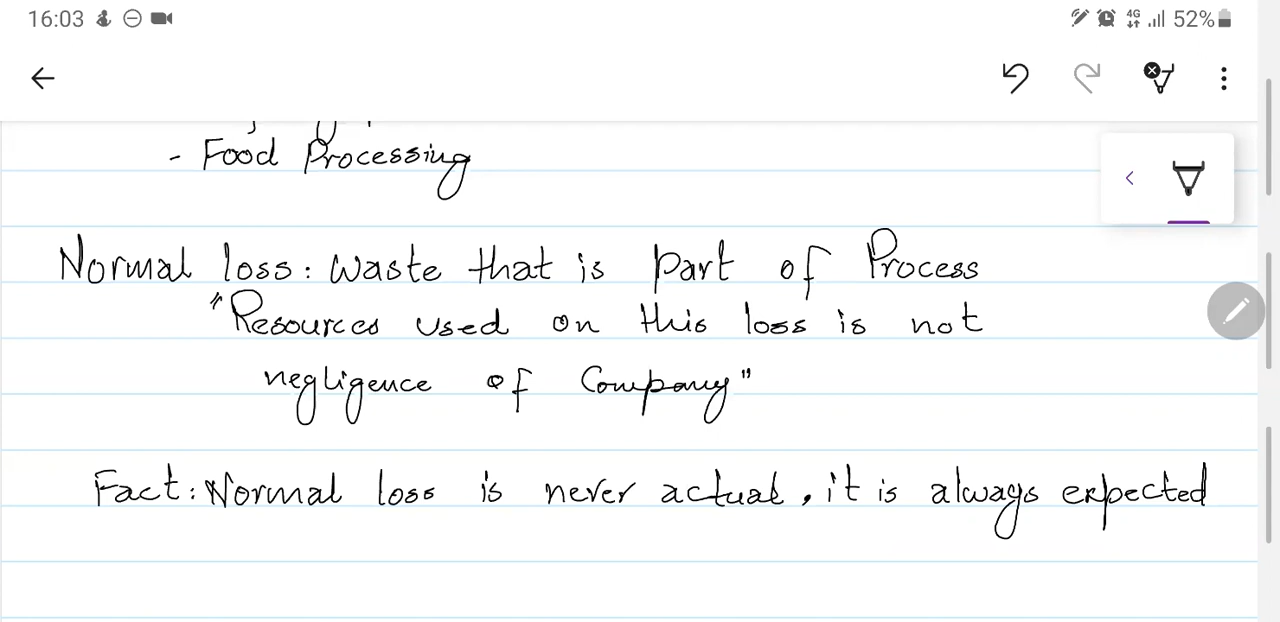 16:03 4G 52%
- Food Processing
Normal loss: Waste that is part of Process
"Resources used on this loss is not
negligence of Company"
Fact: Normal loss is never actual, it is always expected